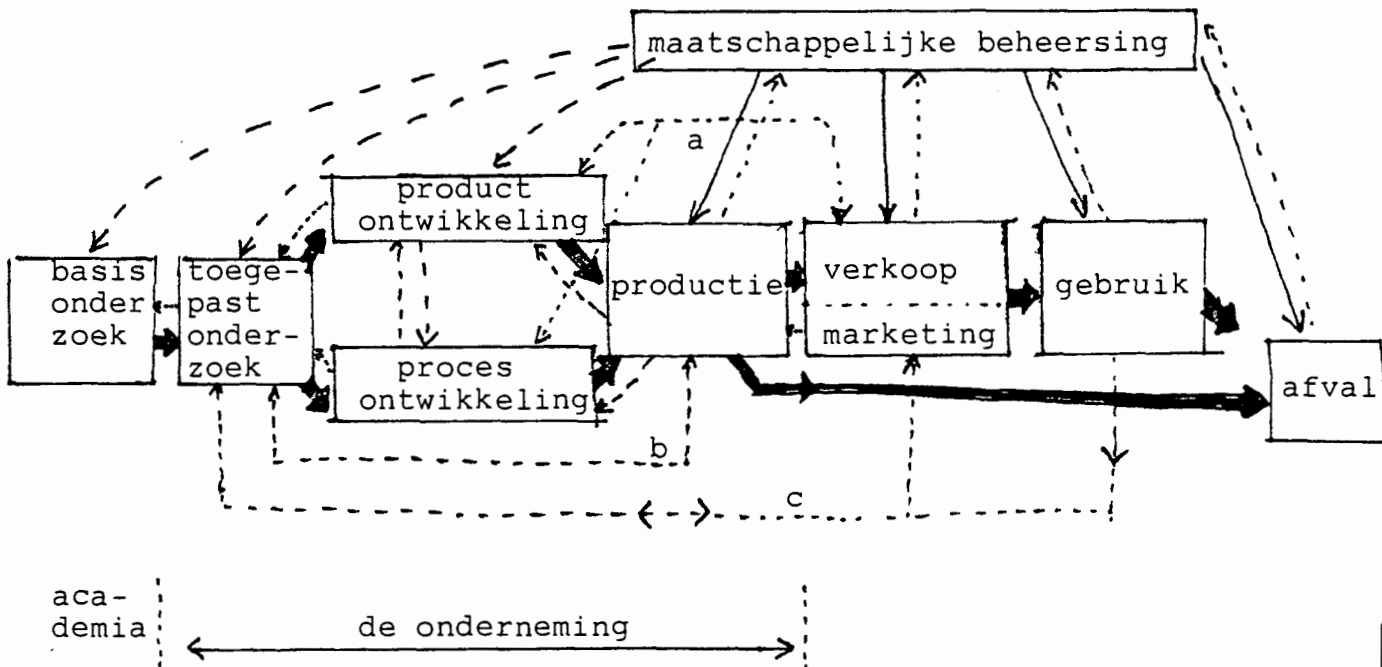 maatschappelijke beheersing
a
product
ontwikkeling
basis
onder
zoek
toege-
past
onder-
zoek
productie
verkoop
marketing
gebruik
proces
ontwikkeling
afval
b
c
aca-
demia
de onderneming